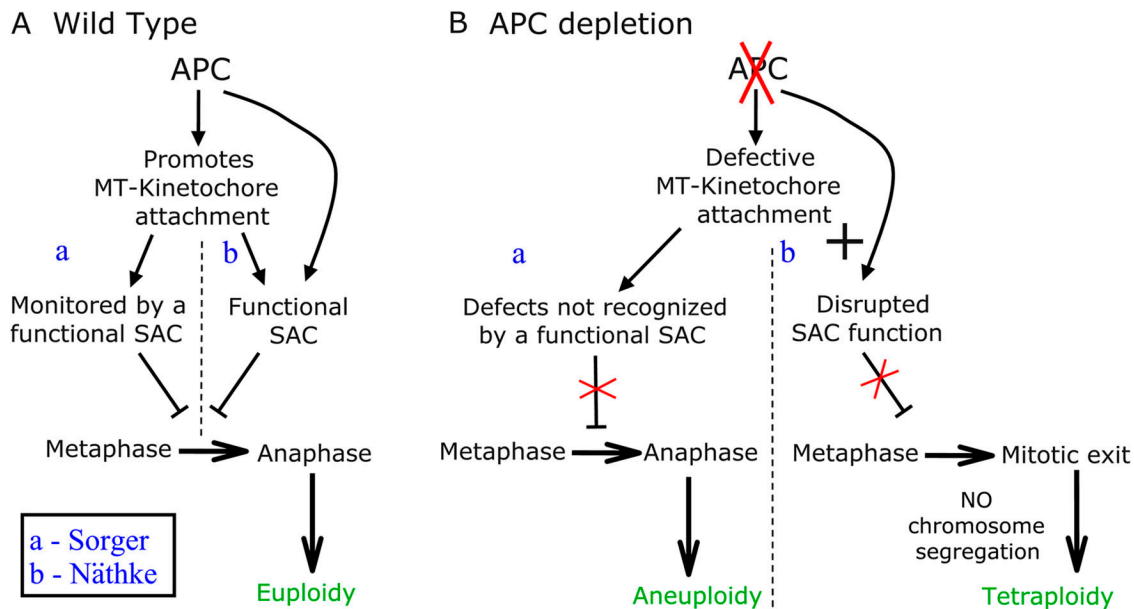 A Wild Type
APC
Promotes
MT-Kinetochore
attachment
a
b
Monitored by a
functional SAC
Functional
SAC
Metaphase
Anaphase
Euploidy
a - Sorger
b - Näthke
B APC depletion
APC
Defective
MT-Kinetochore
attachment
a
b
+
Defects not recognized
by a functional SAC
Disrupted
SAC function
Metaphase
Anaphase
Aneuploidy
Metaphase
Mitotic exit
NO
chromosome
segregation
Tetraploidy